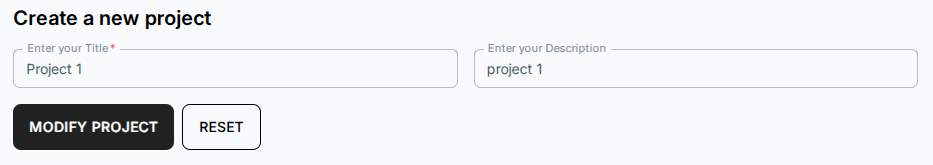 Create a new project
Enter your Title * Enter your Description
Project 1 project 1
MODIFY PROJECT RESET